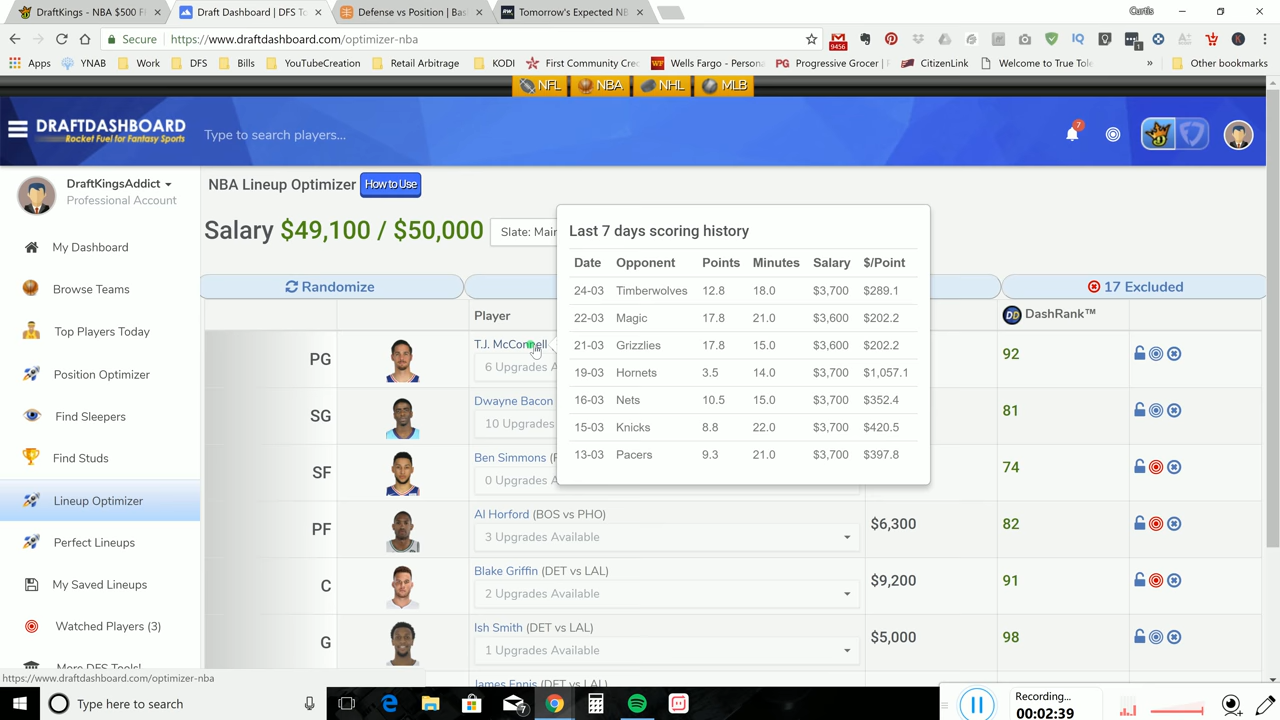 DraftKings - NBA $500 F
Draft Dashboard | DFS To
Defense vs Position | Bas
Tomorrow's Expected NB
Curtis
Secure
https://www.draftdashboard.com/optimizer-nba
9456
1
Apps
YNAB
Work
DFS
Bills
YouTubeCreation
Retail Arbitrage
KODI
First Community Cre
Wells Fargo - Persona
PG Progressive Grocer |
CitizenLink
Welcome to True Tole
»
Other bookmarks
NFL
NBA
NHL
MLB
DRAFTDASHBOARD
Rocket Fuel for Fantasy Sports
Type to search players...
7
DraftKingsAddict
Professional Account
My Dashboard
Browse Teams
Top Players Today
Position Optimizer
Find Sleepers
Find Studs
Lineup Optimizer
Perfect Lineups
My Saved Lineups
Watched Players (3)
More DFS Tools!
NBA Lineup Optimizer
How to Use
Salary $49,100 / $50,000
Slate: Main
Randomize
17 Excluded
Player
DashRank™
PG
T.J. McConnell
6 Upgrades A
92
SG
Dwayne Bacon
10 Upgrades
81
SF
Ben Simmons (P
0 Upgrades A
74
PF
Al Horford (BOS vs PHO)
3 Upgrades Available
$6,300
82
C
Blake Griffin (DET vs LAL)
2 Upgrades Available
$9,200
91
G
Ish Smith (DET vs LAL)
1 Upgrades Available
$5,000
98
James Ennis (DET vs LAL)
Last 7 days scoring history
Date Opponent Points Minutes Salary $/Point
24-03 Timberwolves 12.8 18.0 $3,700 $289.1
22-03 Magic 17.8 21.0 $3,600 $202.2
21-03 Grizzlies 17.8 15.0 $3,600 $202.2
19-03 Hornets 3.5 14.0 $3,700 $1,057.1
16-03 Nets 10.5 15.0 $3,700 $352.4
15-03 Knicks 8.8 22.0 $3,700 $420.5
13-03 Pacers 9.3 21.0 $3,700 $397.8
https://www.draftdashboard.com/optimizer-nba
Type here to search
7
Recording...
00:02:39